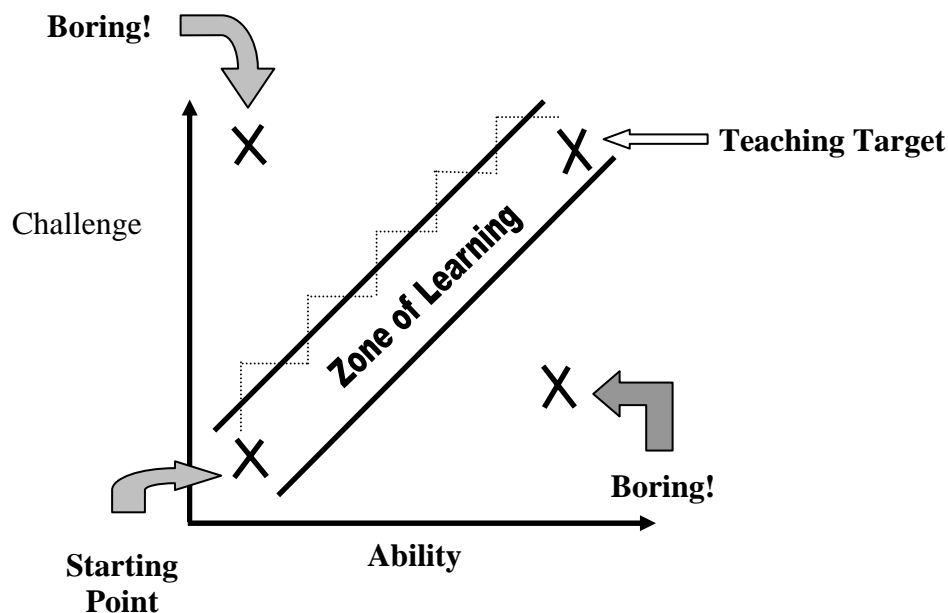 Boring!
Teaching Target
Challenge
Zone of Learning
Boring!
Ability
Starting
Point